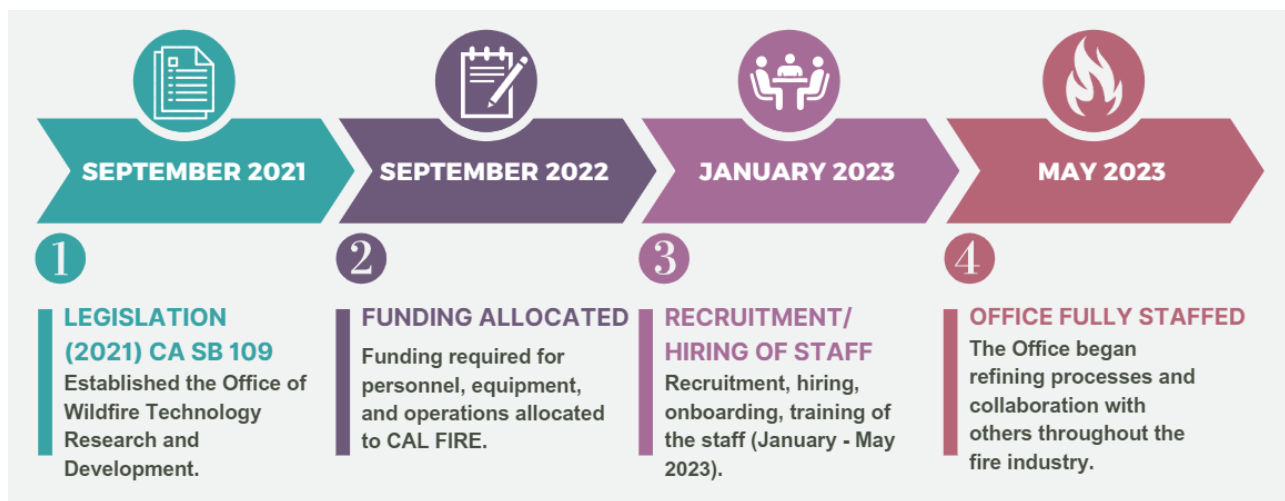 SEPTEMBER 2021
SEPTEMBER 2022
JANUARY 2023
MAY 2023
1
LEGISLATION
(2021) CA SB 109
Established the Office of
Wildfire Technology
Research and
Development.
2
FUNDING ALLOCATED
Funding required for
personnel, equipment,
and operations allocated
to CAL FIRE.
3
RECRUITMENT/
HIRING OF STAFF
Recruitment, hiring,
onboarding, training of
the staff (January - May
2023).
4
OFFICE FULLY STAFFED
The Office began
refining processes and
collaboration with
others throughout the
fire industry.